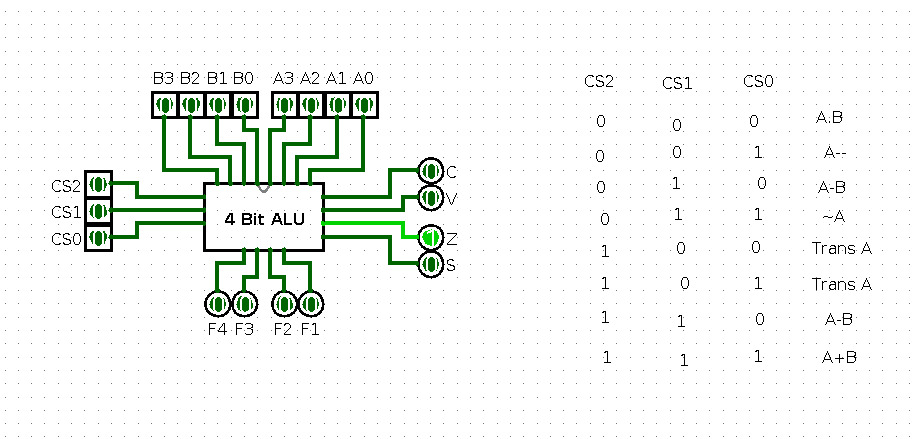 B3 B2 B1 B0 A3 A2 A1 A0
CS2
CS1
CS0
4 Bit ALU
C
V
Z
S
F4 F3 F2 F1
CS2 CS1 CS0
0 0 0 A.B
0 0 1 A--
0 1 0 A-B
0 1 1 ~A
1 0 0 Trans A
1 0 1 Trans A
1 1 0 A-B
1 1 1 A+B